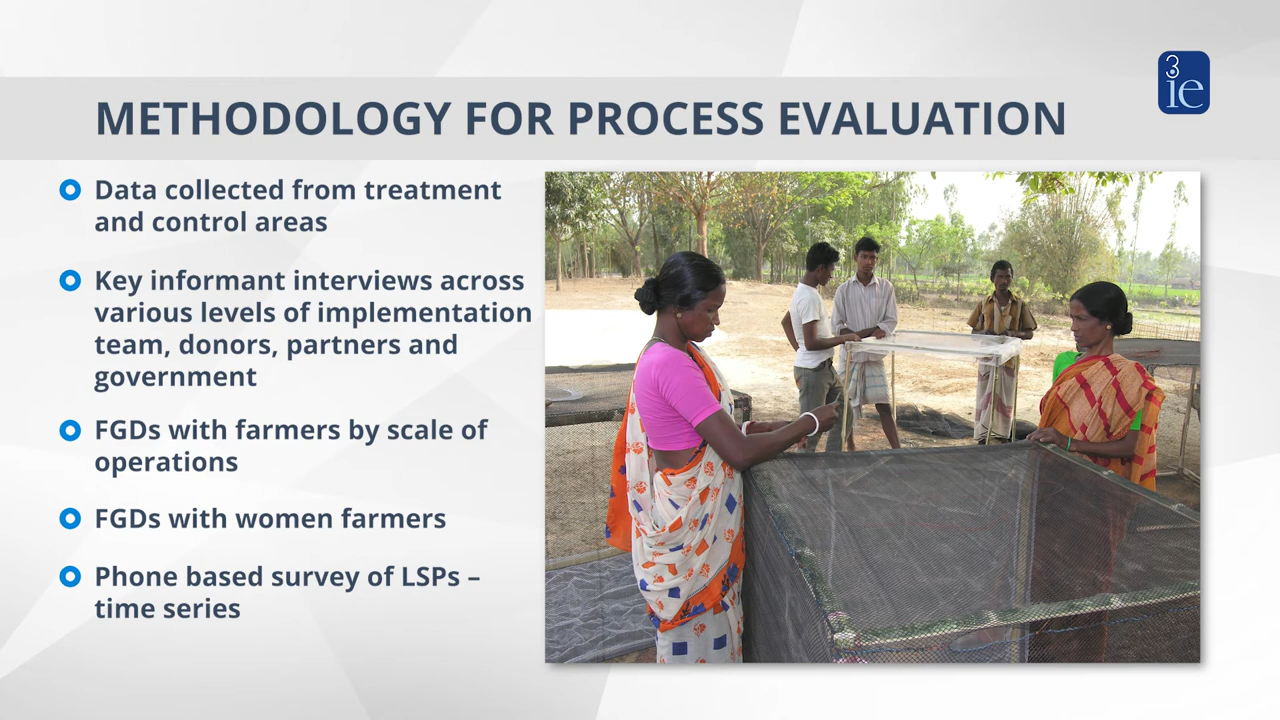 3
ie
METHODOLOGY FOR PROCESS EVALUATION
Data collected from treatment
and control areas
Key informant interviews across
various levels of implementation
team, donors, partners and
government
FGDs with farmers by scale of
operations
FGDs with women farmers
Phone based survey of LSPs –
time series